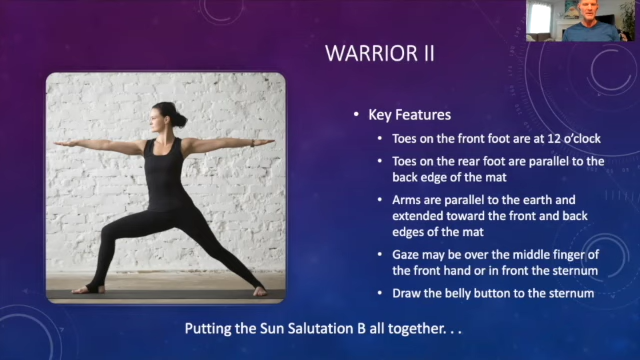 WARRIOR II
• Key Features
• Toes on the front foot are at 12 o'clock
• Toes on the rear foot are parallel to the
back edge of the mat
• Arms are parallel to the earth and
extended toward the front and back
edges of the mat
• Gaze may be over the middle finger of
the front hand or in front the sternum
• Draw the belly button to the sternum
Putting the Sun Salutation B all together. . .